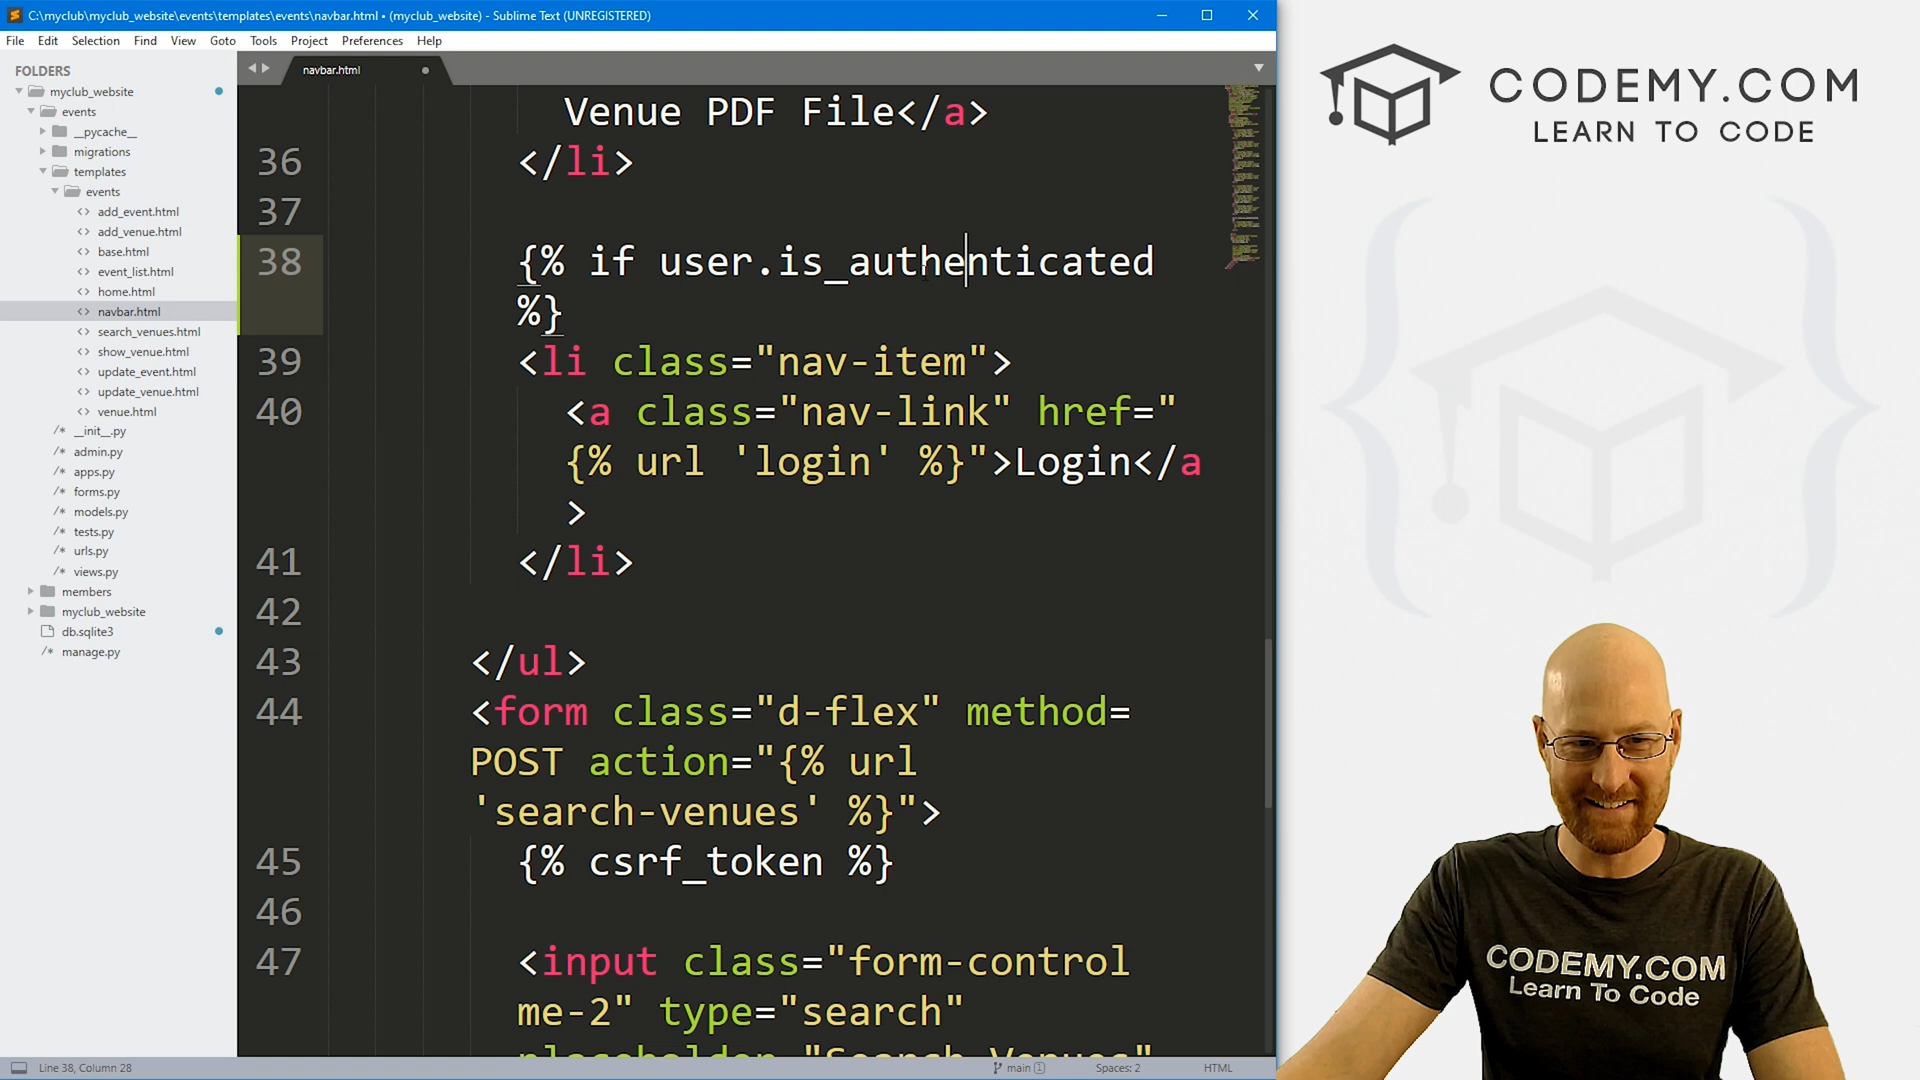 C:\myclub\myclub_website\events\templates\events\navbar.html • (myclub_website) - Sublime Text (UNREGISTERED)
File Edit Selection Find View Goto Tools Project Preferences Help
FOLDERS
myclub_website
events
__pycache__
migrations
templates
events
add_event.html
add_venue.html
base.html
event_list.html
home.html
navbar.html
search_venues.html
show_venue.html
update_event.html
update_venue.html
venue.html
__init__.py
admin.py
apps.py
forms.py
models.py
tests.py
urls.py
views.py
members
myclub_website
db.sqlite3
manage.py
navbar.html
Venue PDF File</a>
36 </li>
37
38 {% if user.is_authenticated
%}
39 <li class="nav-item">
40 <a class="nav-link" href="
{% url 'login' %}">Login</a
>
41 </li>
42
43 </ul>
44 <form class="d-flex" method=
POST action="{% url
'search-venues' %}">
45 {% csrf_token %}
46
47 <input class="form-control
me-2" type="search"
placeholder="Search Venues"
Line 38, Column 28
main 1
Spaces: 2
HTML
CODEMY.COM
LEARN TO CODE
CODEMY.COM
Learn To Code